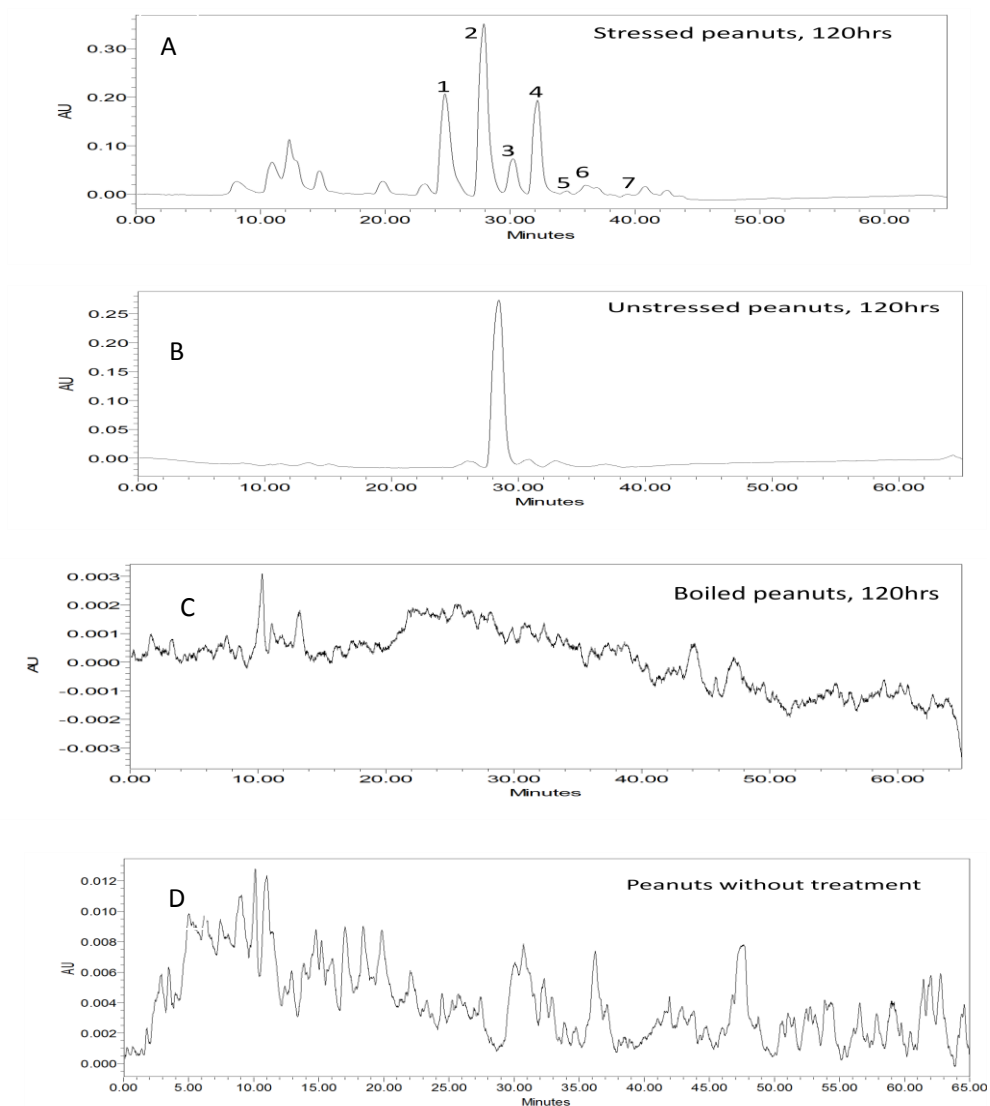 A
Stressed peanuts, 120hrs
AU
0.30
0.20
0.10
0.00
1
2
3
4
5
6
7
0.00 10.00 20.00 30.00 40.00 50.00 60.00
Minutes
B
Unstressed peanuts, 120hrs
AU
0.25
0.20
0.15
0.10
0.05
0.00
0.00 10.00 20.00 30.00 40.00 50.00 60.00
Minutes
C
Boiled peanuts, 120hrs
AU
0.003
0.002
0.001
0.000
-0.001
-0.002
-0.003
0.00 10.00 20.00 30.00 40.00 50.00 60.00
Minutes
D
Peanuts without treatment
AU
0.012
0.010
0.008
0.006
0.004
0.002
0.000
0.00 5.00 10.00 15.00 20.00 25.00 30.00 35.00 40.00 45.00 50.00 55.00 60.00 65.00
Minutes